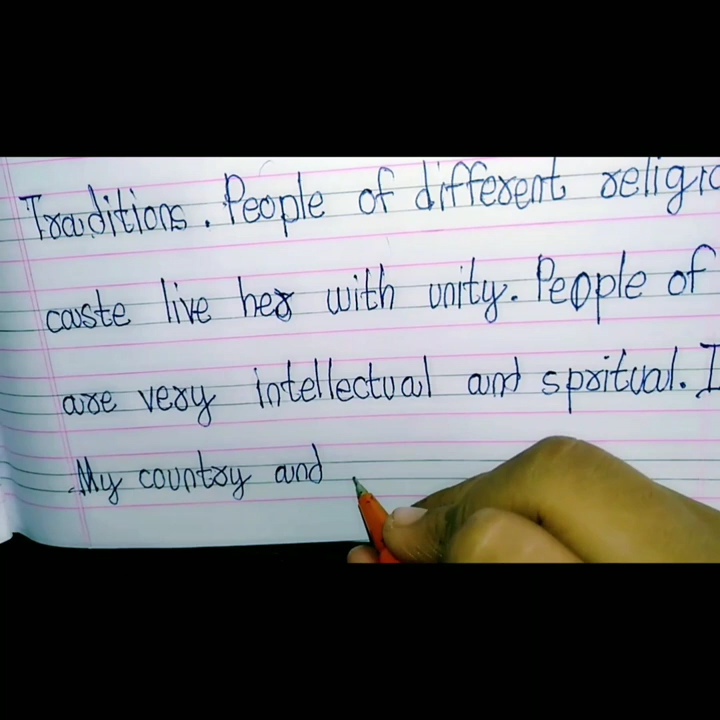 Traditions. People of different religio
caste live her with unity. People of
are very intellectual and spritual. I
My country and